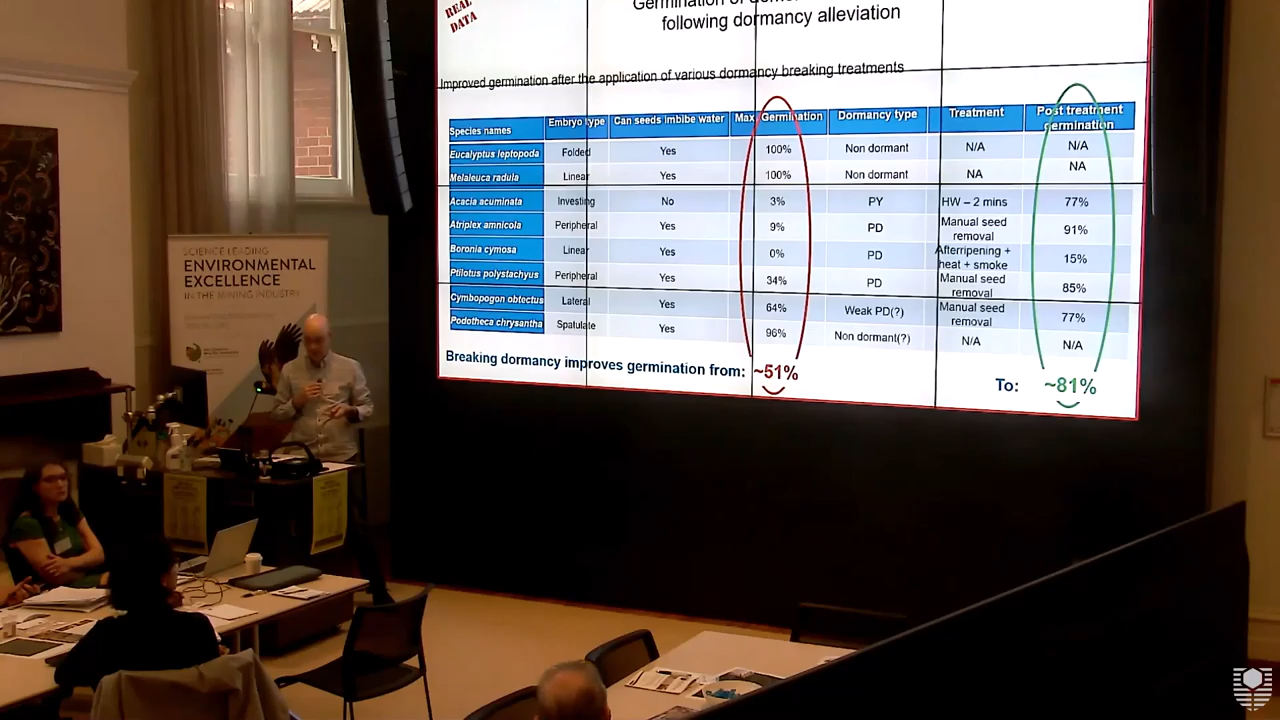 REAL
DATA
Germination of
following dormancy alleviation
Improved germination after the application of various dormancy breaking treatments
Species names Embryo type Can seeds imbibe water Max. Germination Dormancy type Treatment Post treatment germination
Eucalyptus leptopoda Folded Yes 100% Non dormant N/A N/A
Melaleuca radula Linear Yes 100% Non dormant NA NA
Acacia acuminata Investing No 3% PY HW – 2 mins 77%
Atriplex amnicola Peripheral Yes 9% PD Manual seed removal 91%
Boronia cymosa Linear Yes 0% PD Afterripening + heat + smoke 15%
Ptilotus polystachyus Peripheral Yes 34% PD Manual seed removal 85%
Cymbopogon obtectus Lateral Yes 64% Weak PD(?) Manual seed removal 77%
Podotheca chrysantha Spatulate Yes 96% Non dormant(?) N/A N/A
Breaking dormancy improves germination from: ~51% To: ~81%
SCIENCE LEADING
ENVIRONMENTAL
EXCELLENCE
IN THE MINING INDUSTRY